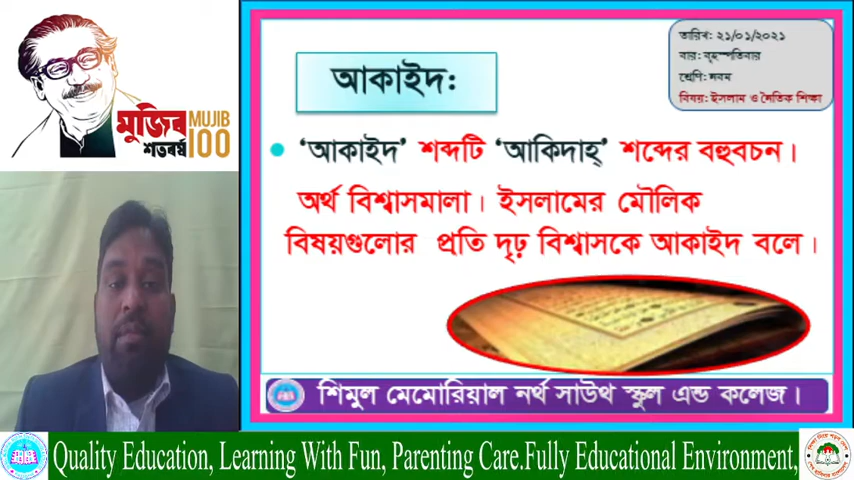 মুজিব MUJIB
শতবর্ষ 100
তারিখ: ২১/০১/২০২১
বার: বৃহস্পতিবার
শ্রেণি: নবম
বিষয়: ইসলাম ও নৈতিক শিক্ষা
আকাইদ:
‘আকাইদ’ শব্দটি ‘আকিদাহ্’ শব্দের বহুবচন।
অর্থ বিশ্বাসমালা। ইসলামের মৌলিক
বিষয়গুলোর প্রতি দৃঢ় বিশ্বাসকে আকাইদ বলে।
শিমুল মেমোরিয়াল নর্থ সাউথ স্কুল এন্ড কলেজ।
Quality Education, Learning With Fun, Parenting Care.Fully Educational Environment,